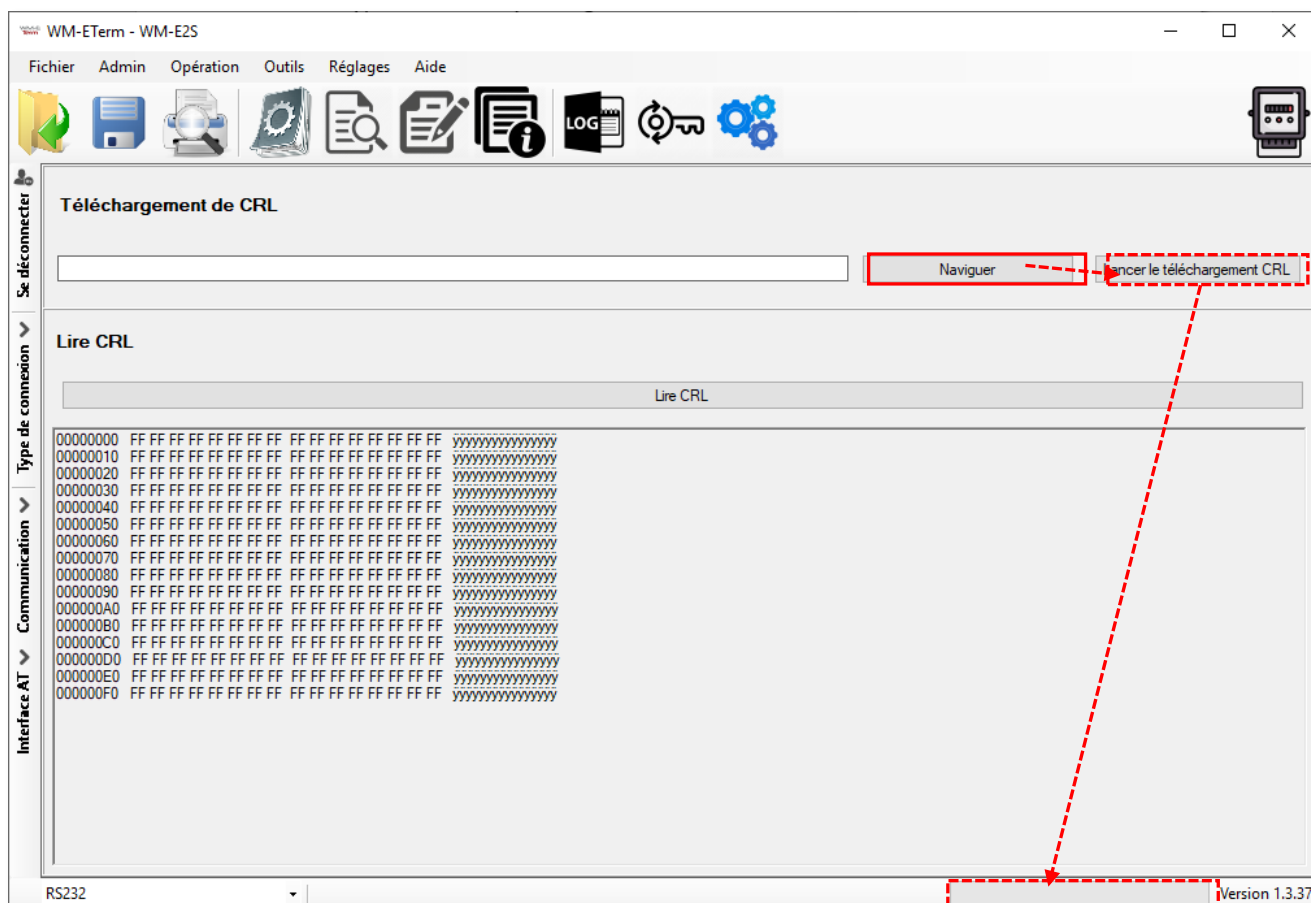 WM-ETerm - WM-E2S
Fichier Admin Opération Outils Réglages Aide
LOG
Se déconnecter
Type de connexion
Communication
Interface AT
Téléchargement de CRL
Naviguer
Lancer le téléchargement CRL
Lire CRL
Lire CRL
00000000 FF FF FF FF FF FF FF FF FF FF FF FF FF FF FF FF ÿÿÿÿÿÿÿÿÿÿÿÿÿÿÿÿ
00000010 FF FF FF FF FF FF FF FF FF FF FF FF FF FF FF FF ÿÿÿÿÿÿÿÿÿÿÿÿÿÿÿÿ
00000020 FF FF FF FF FF FF FF FF FF FF FF FF FF FF FF FF ÿÿÿÿÿÿÿÿÿÿÿÿÿÿÿÿ
00000030 FF FF FF FF FF FF FF FF FF FF FF FF FF FF FF FF ÿÿÿÿÿÿÿÿÿÿÿÿÿÿÿÿ
00000040 FF FF FF FF FF FF FF FF FF FF FF FF FF FF FF FF ÿÿÿÿÿÿÿÿÿÿÿÿÿÿÿÿ
00000050 FF FF FF FF FF FF FF FF FF FF FF FF FF FF FF FF ÿÿÿÿÿÿÿÿÿÿÿÿÿÿÿÿ
00000060 FF FF FF FF FF FF FF FF FF FF FF FF FF FF FF FF ÿÿÿÿÿÿÿÿÿÿÿÿÿÿÿÿ
00000070 FF FF FF FF FF FF FF FF FF FF FF FF FF FF FF FF ÿÿÿÿÿÿÿÿÿÿÿÿÿÿÿÿ
00000080 FF FF FF FF FF FF FF FF FF FF FF FF FF FF FF FF ÿÿÿÿÿÿÿÿÿÿÿÿÿÿÿÿ
00000090 FF FF FF FF FF FF FF FF FF FF FF FF FF FF FF FF ÿÿÿÿÿÿÿÿÿÿÿÿÿÿÿÿ
000000A0 FF FF FF FF FF FF FF FF FF FF FF FF FF FF FF FF ÿÿÿÿÿÿÿÿÿÿÿÿÿÿÿÿ
000000B0 FF FF FF FF FF FF FF FF FF FF FF FF FF FF FF FF ÿÿÿÿÿÿÿÿÿÿÿÿÿÿÿÿ
000000C0 FF FF FF FF FF FF FF FF FF FF FF FF FF FF FF FF ÿÿÿÿÿÿÿÿÿÿÿÿÿÿÿÿ
000000D0 FF FF FF FF FF FF FF FF FF FF FF FF FF FF FF FF ÿÿÿÿÿÿÿÿÿÿÿÿÿÿÿÿ
000000E0 FF FF FF FF FF FF FF FF FF FF FF FF FF FF FF FF ÿÿÿÿÿÿÿÿÿÿÿÿÿÿÿÿ
000000F0 FF FF FF FF FF FF FF FF FF FF FF FF FF FF FF FF ÿÿÿÿÿÿÿÿÿÿÿÿÿÿÿÿ
RS232
Version 1.3.37